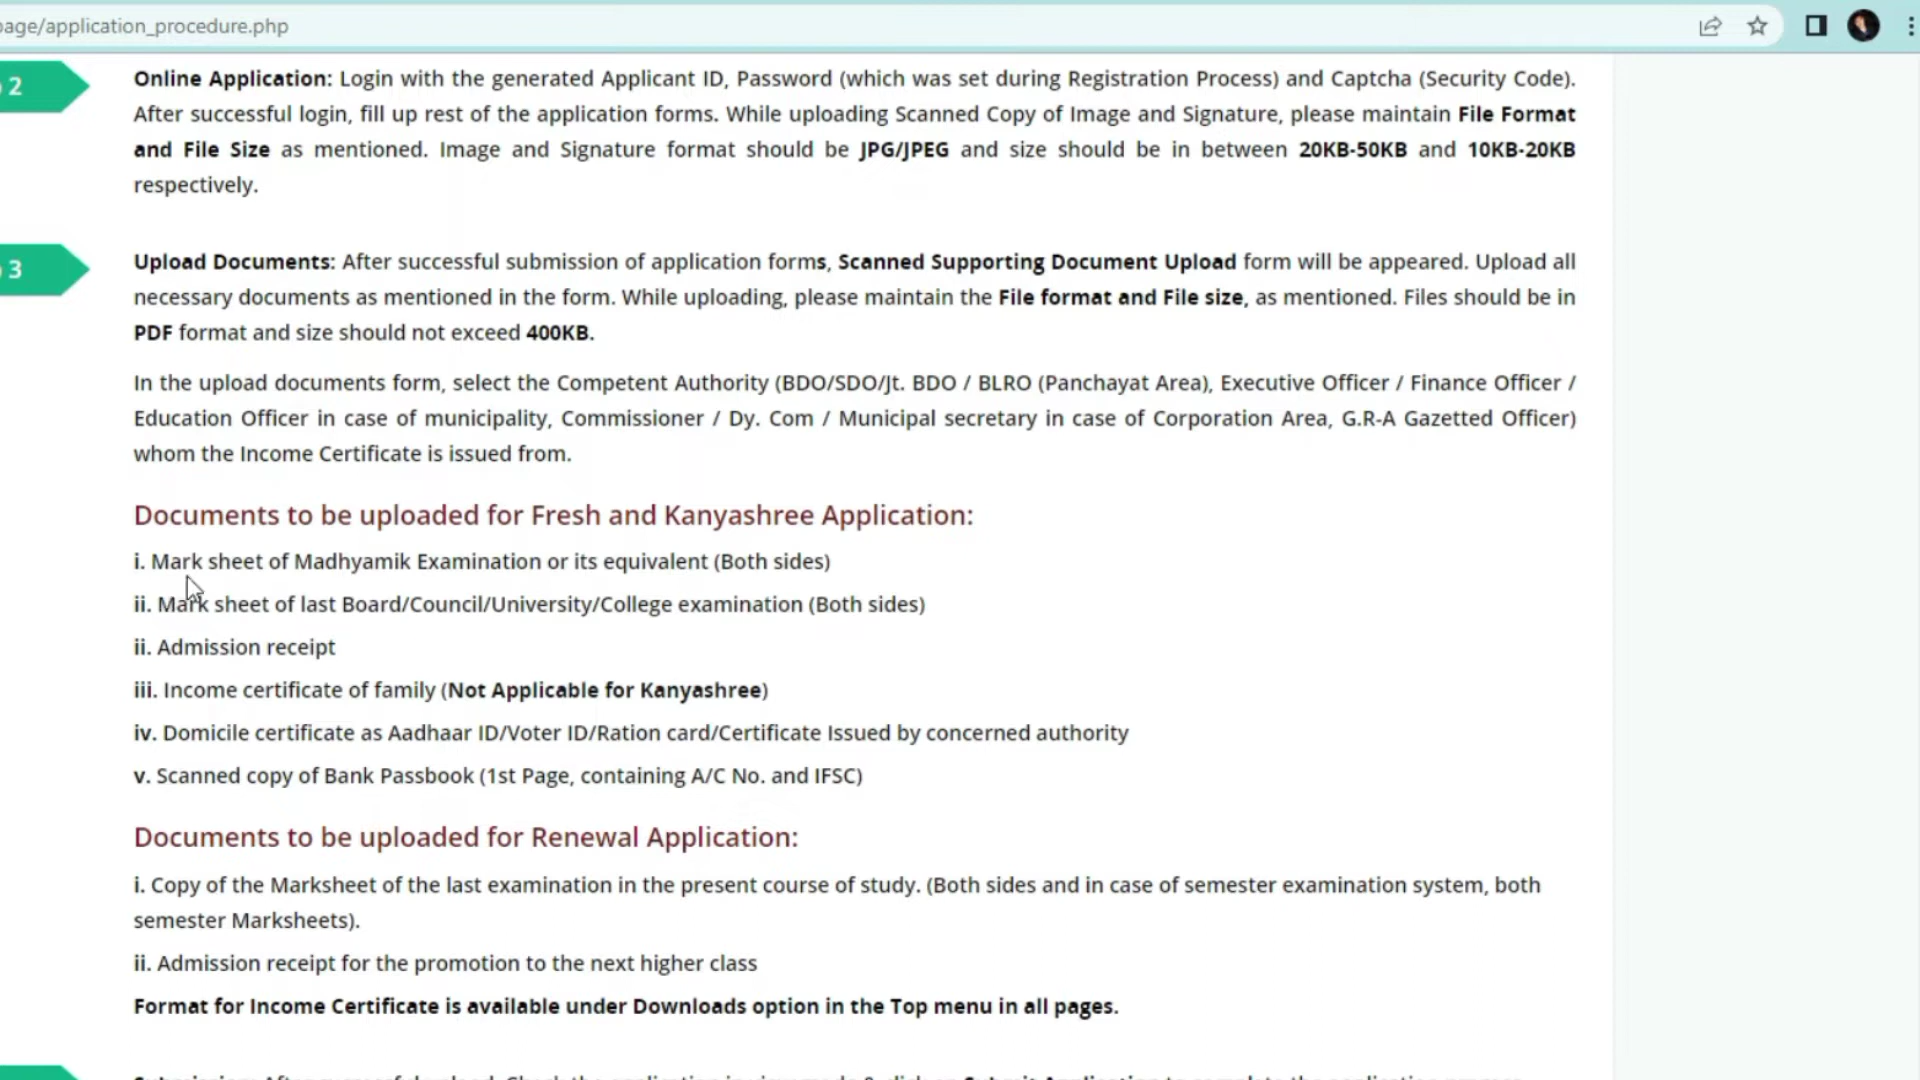 page/application_procedure.php
2
Online Application: Login with the generated Applicant ID, Password (which was set during Registration Process) and Captcha (Security Code).
After successful login, fill up rest of the application forms. While uploading Scanned Copy of Image and Signature, please maintain File Format
and File Size as mentioned. Image and Signature format should be JPG/JPEG and size should be in between 20KB-50KB and 10KB-20KB
respectively.
3
Upload Documents: After successful submission of application forms, Scanned Supporting Document Upload form will be appeared. Upload all
necessary documents as mentioned in the form. While uploading, please maintain the File format and File size, as mentioned. Files should be in
PDF format and size should not exceed 400KB.
In the upload documents form, select the Competent Authority (BDO/SDO/Jt. BDO / BLRO (Panchayat Area), Executive Officer / Finance Officer /
Education Officer in case of municipality, Commissioner / Dy. Com / Municipal secretary in case of Corporation Area, G.R-A Gazetted Officer)
whom the Income Certificate is issued from.
Documents to be uploaded for Fresh and Kanyashree Application:
i. Mark sheet of Madhyamik Examination or its equivalent (Both sides)
ii. Mark sheet of last Board/Council/University/College examination (Both sides)
ii. Admission receipt
iii. Income certificate of family (Not Applicable for Kanyashree)
iv. Domicile certificate as Aadhaar ID/Voter ID/Ration card/Certificate Issued by concerned authority
v. Scanned copy of Bank Passbook (1st Page, containing A/C No. and IFSC)
Documents to be uploaded for Renewal Application:
i. Copy of the Marksheet of the last examination in the present course of study. (Both sides and in case of semester examination system, both
semester Marksheets).
ii. Admission receipt for the promotion to the next higher class
Format for Income Certificate is available under Downloads option in the Top menu in all pages.